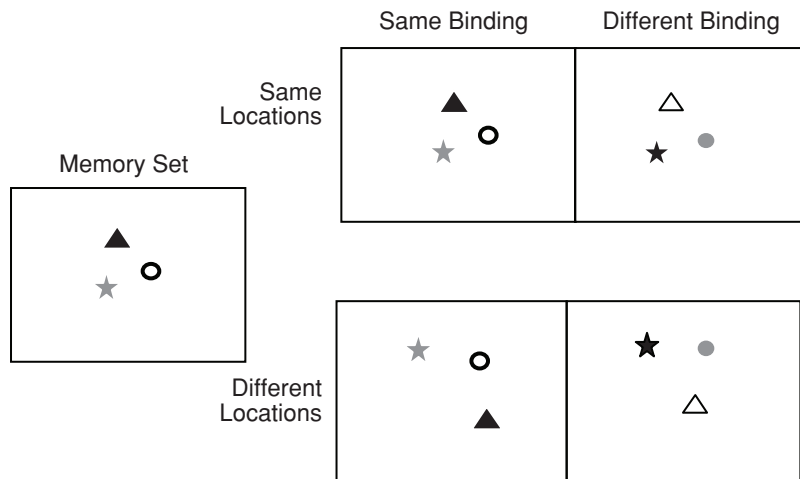 Same Binding
Different Binding
Same
Locations
Memory Set
Different
Locations